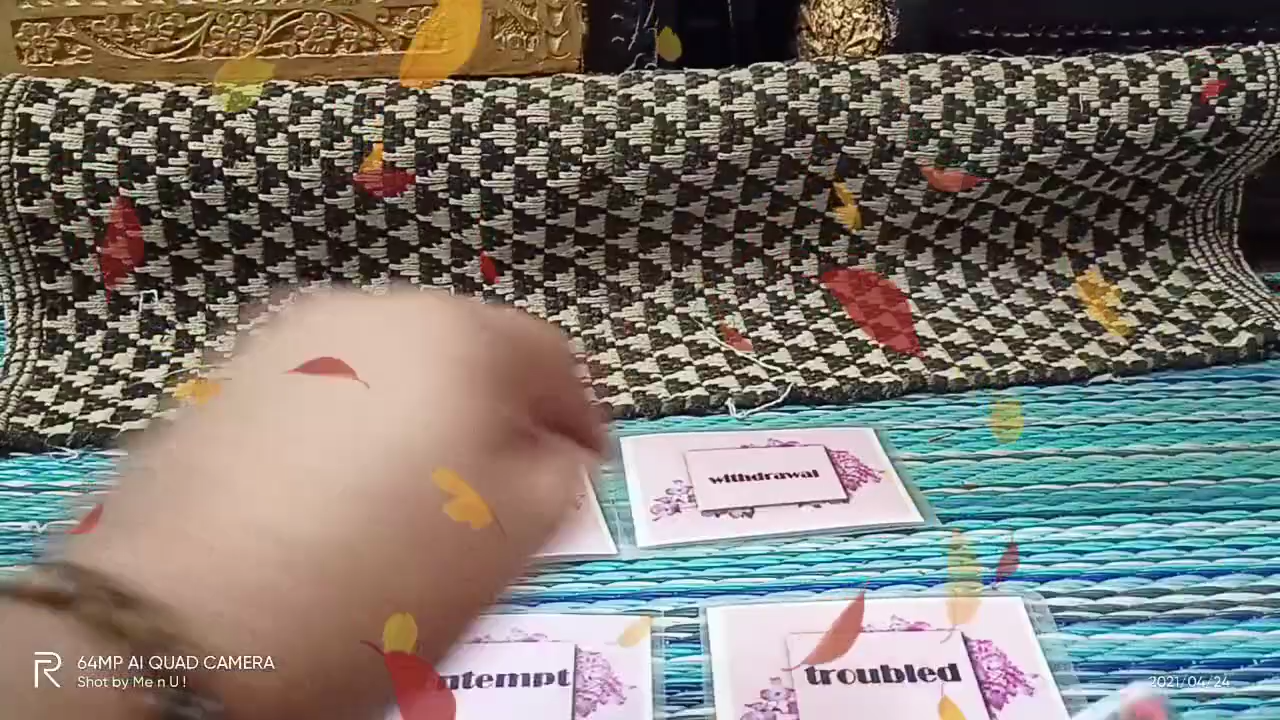 withdrawal
ntempt
troubled
64MP AI QUAD CAMERA
Shot by Me n U !
2021/04/24